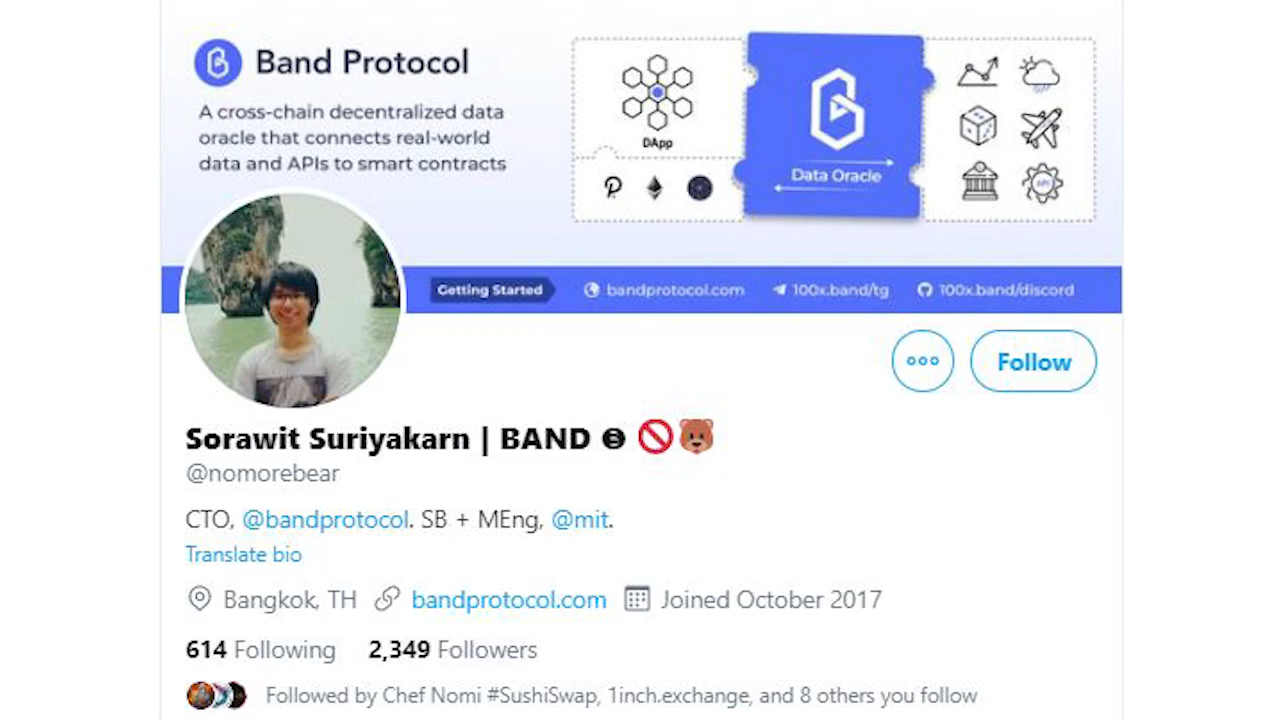 Band Protocol
A cross-chain decentralized data
oracle that connects real-world
data and APIs to smart contracts
DApp
Data Oracle
API
Getting Started
bandprotocol.com
100x.band/tg
100x.band/discord
Follow
Sorawit Suriyakarn | BAND 🚫🐻
@nomorebear
CTO, @bandprotocol. SB + MEng, @mit.
Translate bio
Bangkok, TH bandprotocol.com Joined October 2017
614 Following 2,349 Followers
Followed by Chef Nomi #SushiSwap, 1inch.exchange, and 8 others you follow